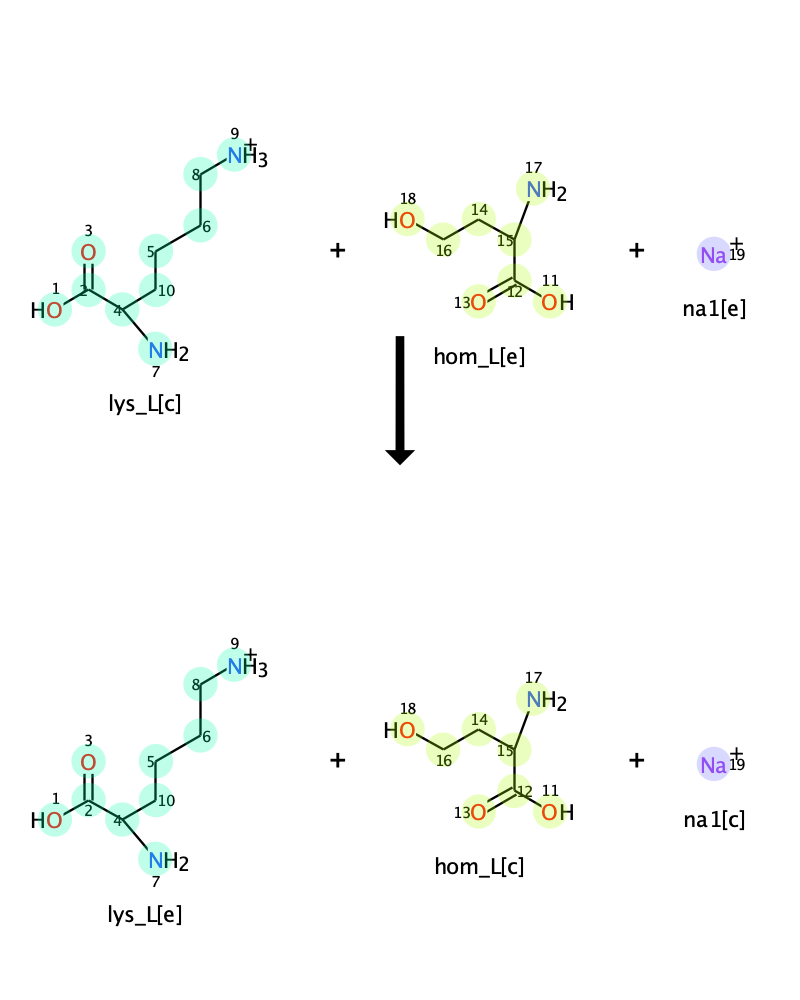 9
NH3
+
8
18
17
HO
14
NH2
3
O
6
5
16
15
+
+
Na
+
19
1
2
10
11
HO
4
13
O
12
OH
na1[e]
NH2
7
hom_L[e]
lys_L[c]
9
NH3
+
8
18
17
HO
14
NH2
3
O
6
5
16
15
+
+
Na
+
19
1
2
10
12
11
HO
4
13
O
OH
na1[c]
NH2
7
hom_L[c]
lys_L[e]